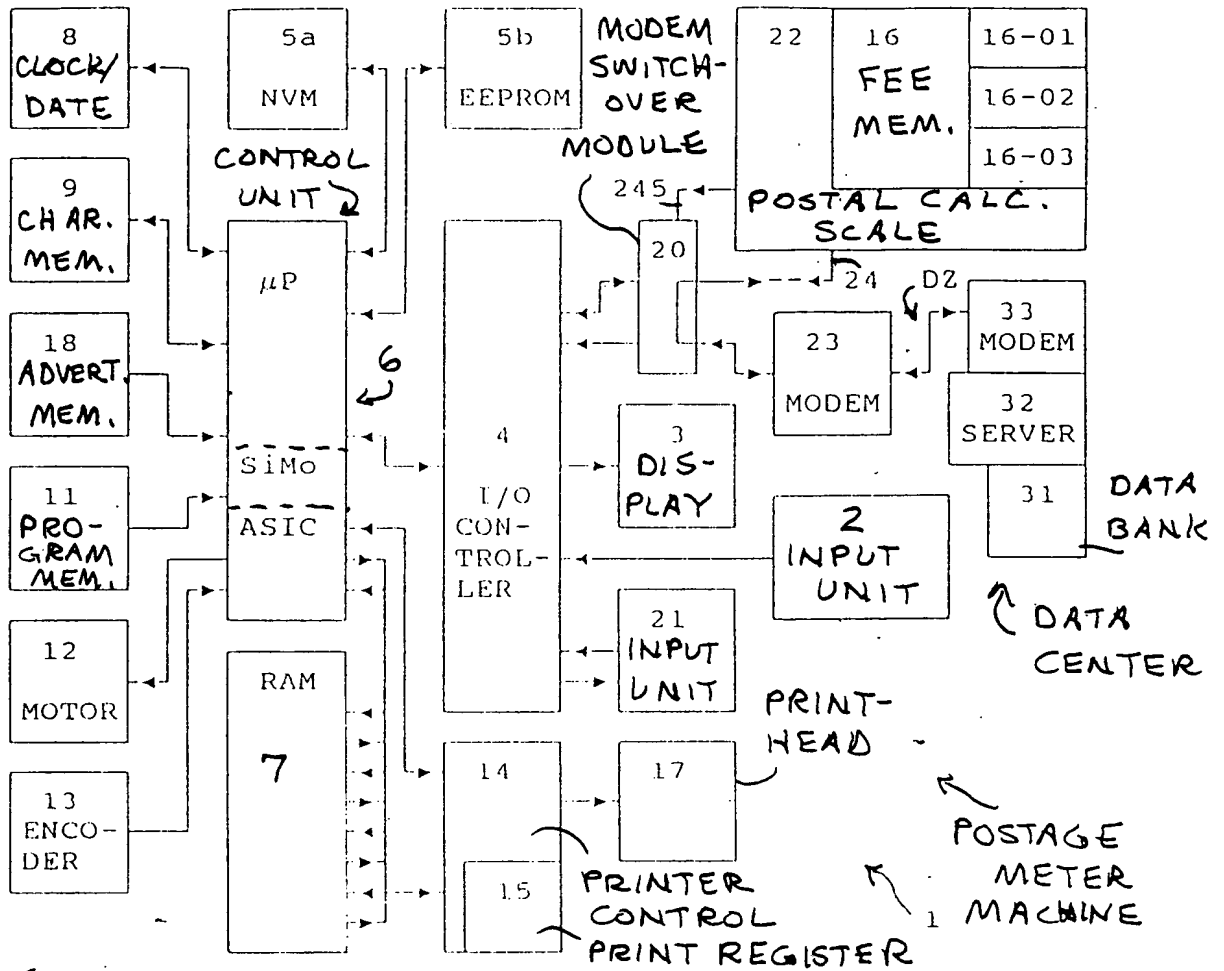 8
CLOCK/
DATE
5a
NVM
5b
EEPROM
MODEM
SWITCH-
OVER
MODULE
22
16
FEE
MEM.
16-01
16-02
16-03
POSTAL CALC.
SCALE
9
CHAR.
MEM.
CONTROL
UNIT
245
20
24
DZ
μP
18
ADVERT.
MEM.
6
23
MODEM
33
MODEM
32
SERVER
31
DATA
BANK
DATA
CENTER
SiMo
ASIC
4
I/O
CON-
TROL-
LER
3
DIS-
PLAY
2
INPUT
UNIT
11
PRO-
GRAM
MEM.
12
MOTOR
21
INPUT
UNIT
RAM
7
13
ENCO-
DER
14
15
17
PRINT-
HEAD
PRINTER
CONTROL
PRINT REGISTER
1
POSTAGE
METER
MACHINE